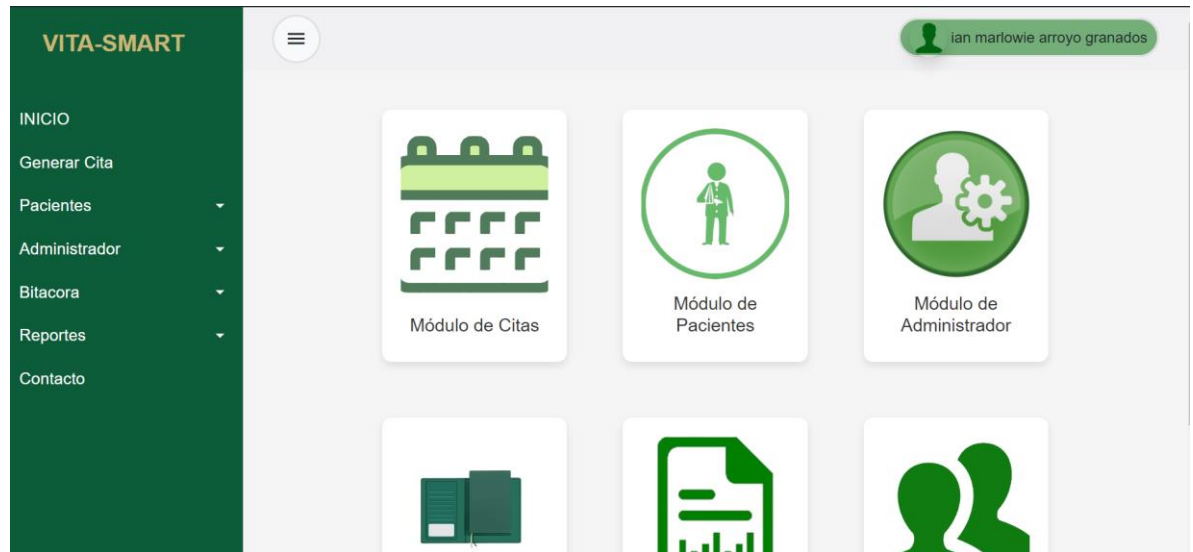 VITA-SMART
ian marlowie arroyo granados
INICIO
Generar Cita
Pacientes
Administrador
Bitacora
Reportes
Contacto
Módulo de Citas
Módulo de
Pacientes
Módulo de
Administrador